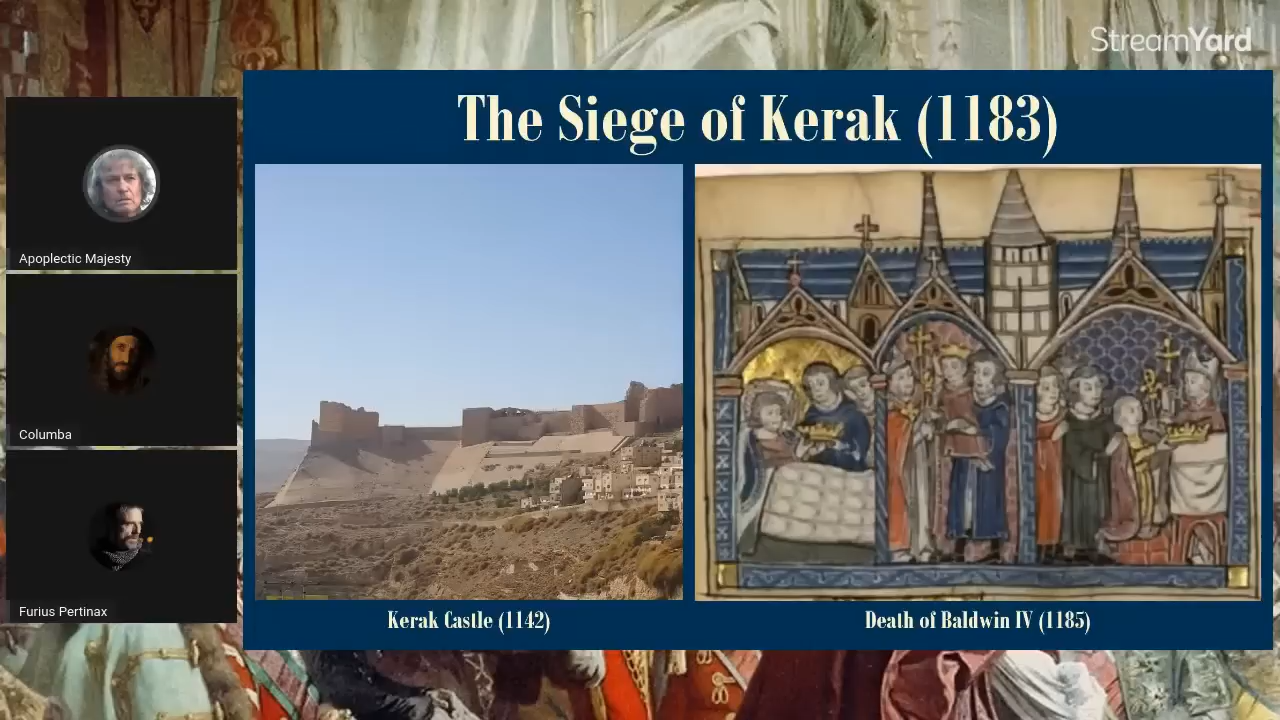 StreamYard
The Siege of Kerak (1183)
Apoplectic Majesty
Columba
Furius Pertinax
Kerak Castle (1142)
Death of Baldwin IV (1185)